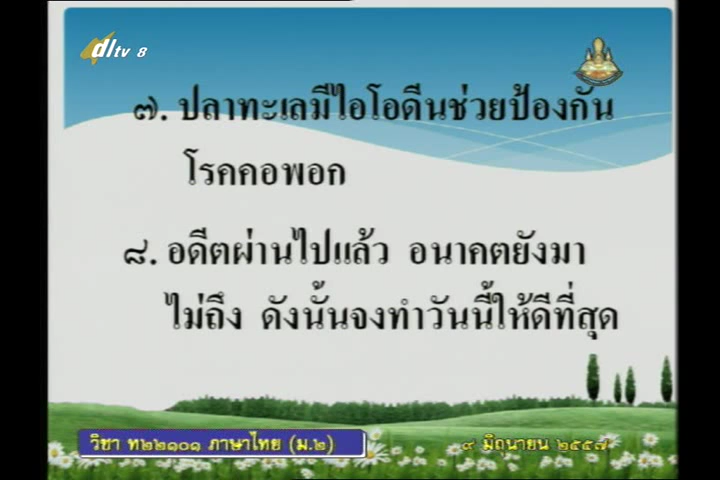 dltv 8
๗. ปลาทะเลมีไอโอดีนช่วยป้องกัน
โรคคอพอก
๘. อดีตผ่านไปแล้ว อนาคตยังมา
ไม่ถึง ดังนั้นจงทำวันนี้ให้ดีที่สุด
วิชา ท๒๒๑๐๑ ภาษาไทย (ม.๒)
๙ มิถุนายน ๒๕๕๗